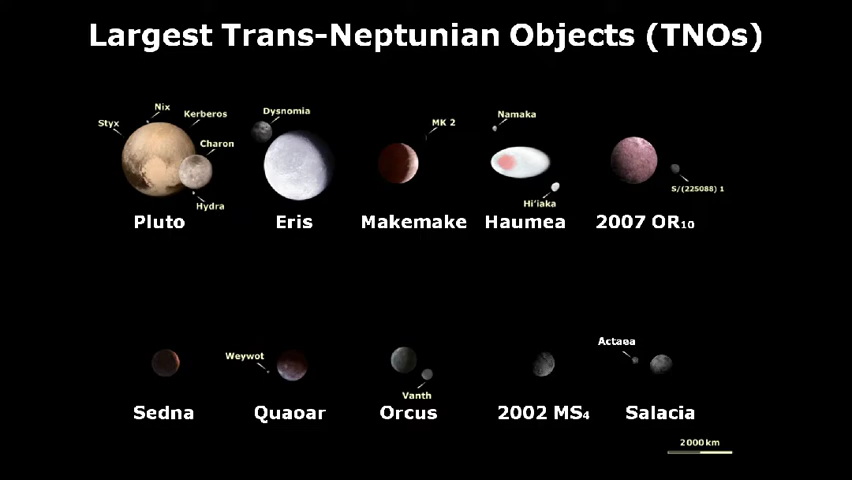 Largest Trans-Neptunian Objects (TNOs)
Nix
Styx
Kerberos
Charon
Hydra
Dysnomia
MK 2
Namaka
Hi'iaka
S/(225088) 1
Pluto
Eris
Makemake
Haumea
2007 OR₁₀
Weywot
Vanth
Actaea
Sedna
Quaoar
Orcus
2002 MS₄
Salacia
2000 km